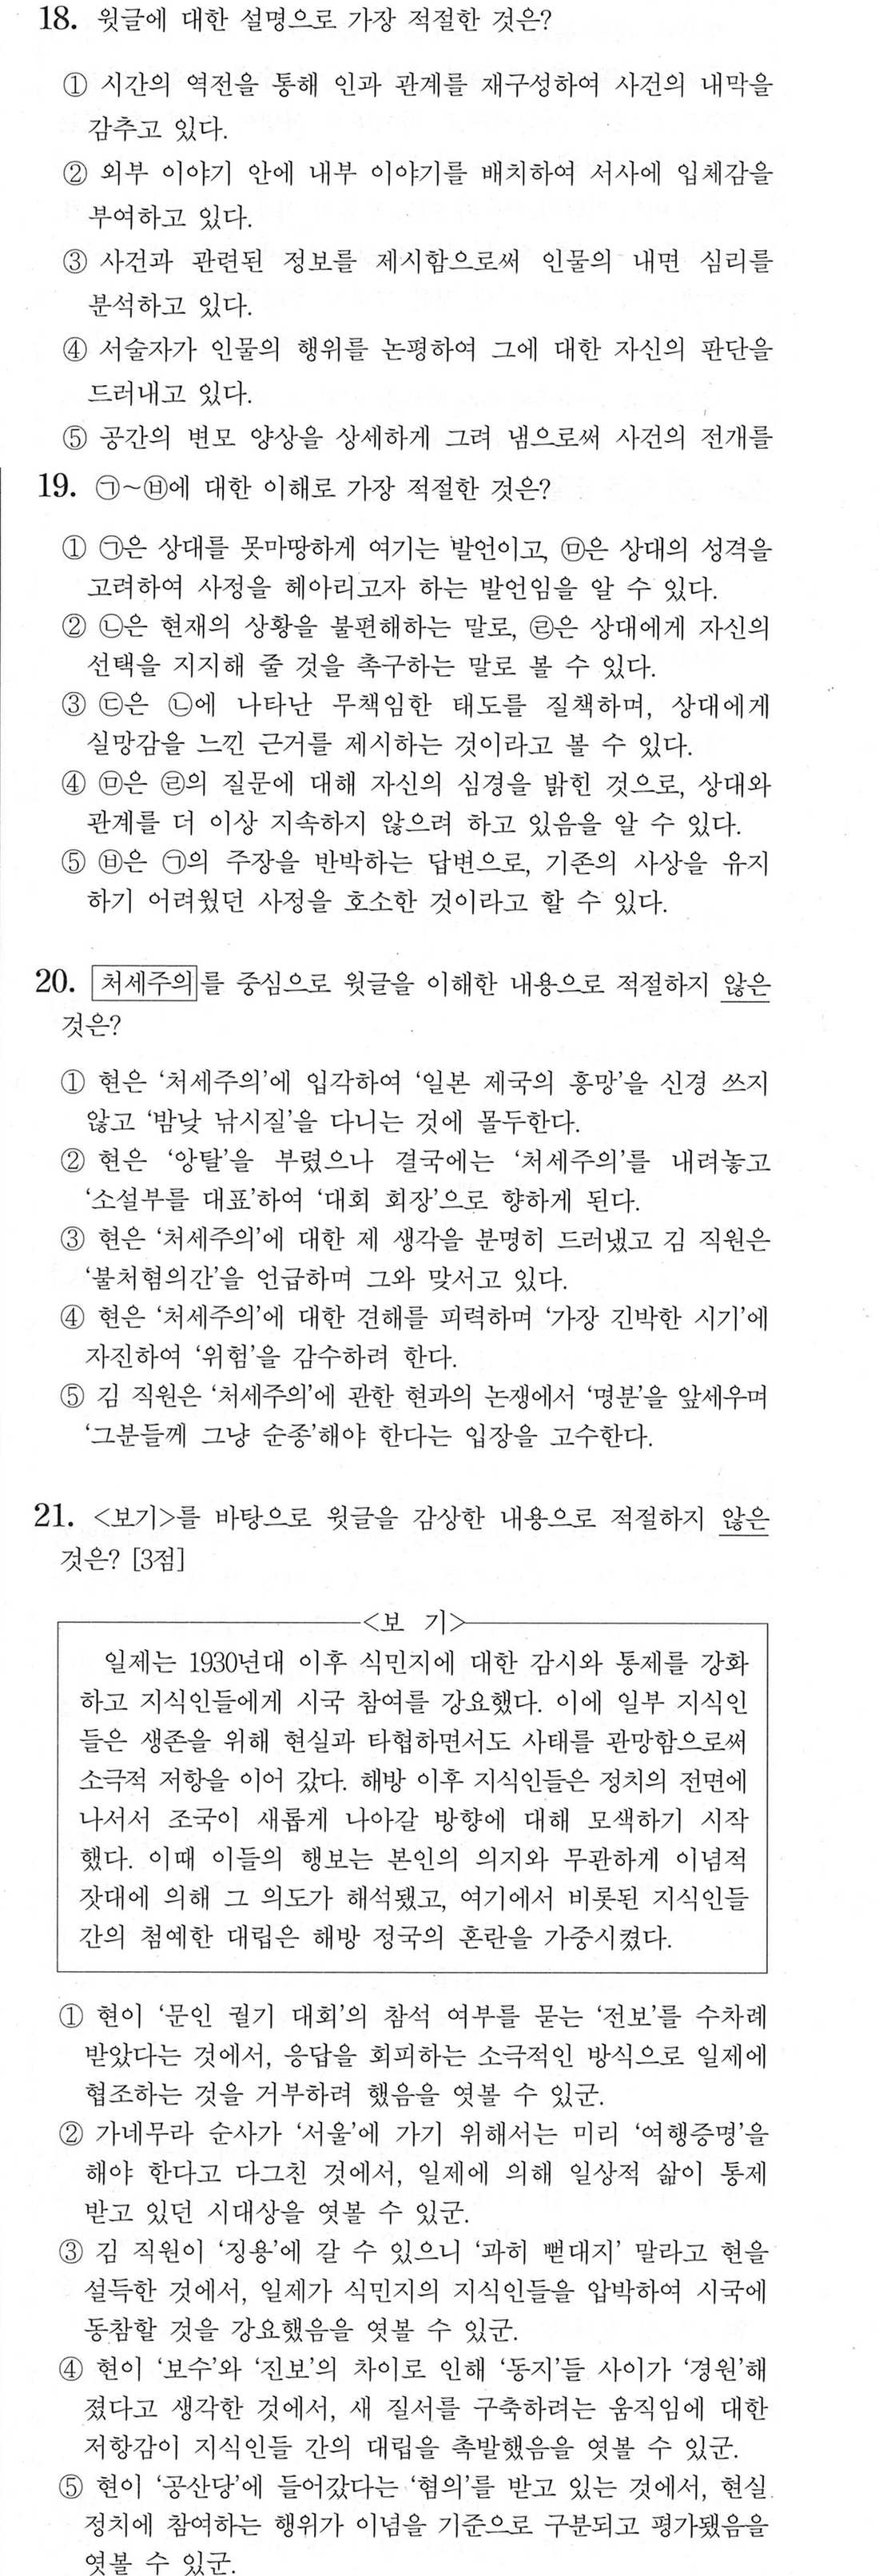 18. 윗글에 대한 설명으로 가장 적절한 것은?
① 시간의 역전을 통해 인과 관계를 재구성하여 사건의 내막을
감추고 있다.
② 외부 이야기 안에 내부 이야기를 배치하여 서사에 입체감을
부여하고 있다.
③ 사건과 관련된 정보를 제시함으로써 인물의 내면 심리를
분석하고 있다.
④ 서술자가 인물의 행위를 논평하여 그에 대한 자신의 판단을
드러내고 있다.
⑤ 공간의 변모 양상을 상세하게 그려 냄으로써 사건의 전개를
19. ㉠~㉥에 대한 이해로 가장 적절한 것은?
① ㉠은 상대를 못마땅하게 여기는 발언이고, ㉤은 상대의 성격을
고려하여 사정을 헤아리고자 하는 발언임을 알 수 있다.
② ㉡은 현재의 상황을 불편해하는 말로, ㉣은 상대에게 자신의
선택을 지지해 줄 것을 촉구하는 말로 볼 수 있다.
③ ㉢은 ㉡에 나타난 무책임한 태도를 질책하며, 상대에게
실망감을 느낀 근거를 제시하는 것이라고 볼 수 있다.
④ ㉤은 ㉣의 질문에 대해 자신의 심경을 밝힌 것으로, 상대와
관계를 더 이상 지속하지 않으려 하고 있음을 알 수 있다.
⑤ ㉥은 ㉠의 주장을 반박하는 답변으로, 기존의 사상을 유지
하기 어려웠던 사정을 호소한 것이라고 할 수 있다.
20. 처세주의를 중심으로 윗글을 이해한 내용으로 적절하지 않은
것은?
① 현은 ‘처세주의’에 입각하여 ‘일본 제국의 흥망’을 신경 쓰지
않고 ‘밤낮 낚시질’을 다니는 것에 몰두한다.
② 현은 ‘앙탈’을 부렸으나 결국에는 ‘처세주의’를 내려놓고
‘소설부를 대표’하여 ‘대회 회장’으로 향하게 된다.
③ 현은 ‘처세주의’에 대한 제 생각을 분명히 드러냈고 김 직원은
‘불처혐의간’을 언급하며 그와 맞서고 있다.
④ 현은 ‘처세주의’에 대한 견해를 피력하며 ‘가장 긴박한 시기’에
자진하여 ‘위험’을 감수하려 한다.
⑤ 김 직원은 ‘처세주의’에 관한 현과의 논쟁에서 ‘명분’을 앞세우며
‘그분들께 그냥 순종’해야 한다는 입장을 고수한다.
21. <보기>를 바탕으로 윗글을 감상한 내용으로 적절하지 않은
것은? [3점]
<보 기>
일제는 1930년대 이후 식민지에 대한 감시와 통제를 강화
하고 지식인들에게 시국 참여를 강요했다. 이에 일부 지식인
들은 생존을 위해 현실과 타협하면서도 사태를 관망함으로써
소극적 저항을 이어 갔다. 해방 이후 지식인들은 정치의 전면에
나서서 조국이 새롭게 나아갈 방향에 대해 모색하기 시작
했다. 이때 이들의 행보는 본인의 의지와 무관하게 이념적
잣대에 의해 그 의도가 해석됐고, 여기에서 비롯된 지식인들
간의 첨예한 대립은 해방 정국의 혼란을 가중시켰다.
① 현이 ‘문인 궐기 대회’의 참석 여부를 묻는 ‘전보’를 수차례
받았다는 것에서, 응답을 회피하는 소극적인 방식으로 일제에
협조하는 것을 거부하려 했음을 엿볼 수 있군.
② 가네무라 순사가 ‘서울’에 가기 위해서는 미리 ‘여행증명’을
해야 한다고 다그친 것에서, 일제에 의해 일상적 삶이 통제
받고 있던 시대상을 엿볼 수 있군.
③ 김 직원이 ‘징용’에 갈 수 있으니 ‘과히 뻗대지’ 말라고 현을
설득한 것에서, 일제가 식민지의 지식인들을 압박하여 시국에
동참할 것을 강요했음을 엿볼 수 있군.
④ 현이 ‘보수’와 ‘진보’의 차이로 인해 ‘동지’들 사이가 ‘경원’해
졌다고 생각한 것에서, 새 질서를 구축하려는 움직임에 대한
저항감이 지식인들 간의 대립을 촉발했음을 엿볼 수 있군.
⑤ 현이 ‘공산당’에 들어갔다는 ‘혐의’를 받고 있는 것에서, 현실
정치에 참여하는 행위가 이념을 기준으로 구분되고 평가됐음을
엿볼 수 있군.